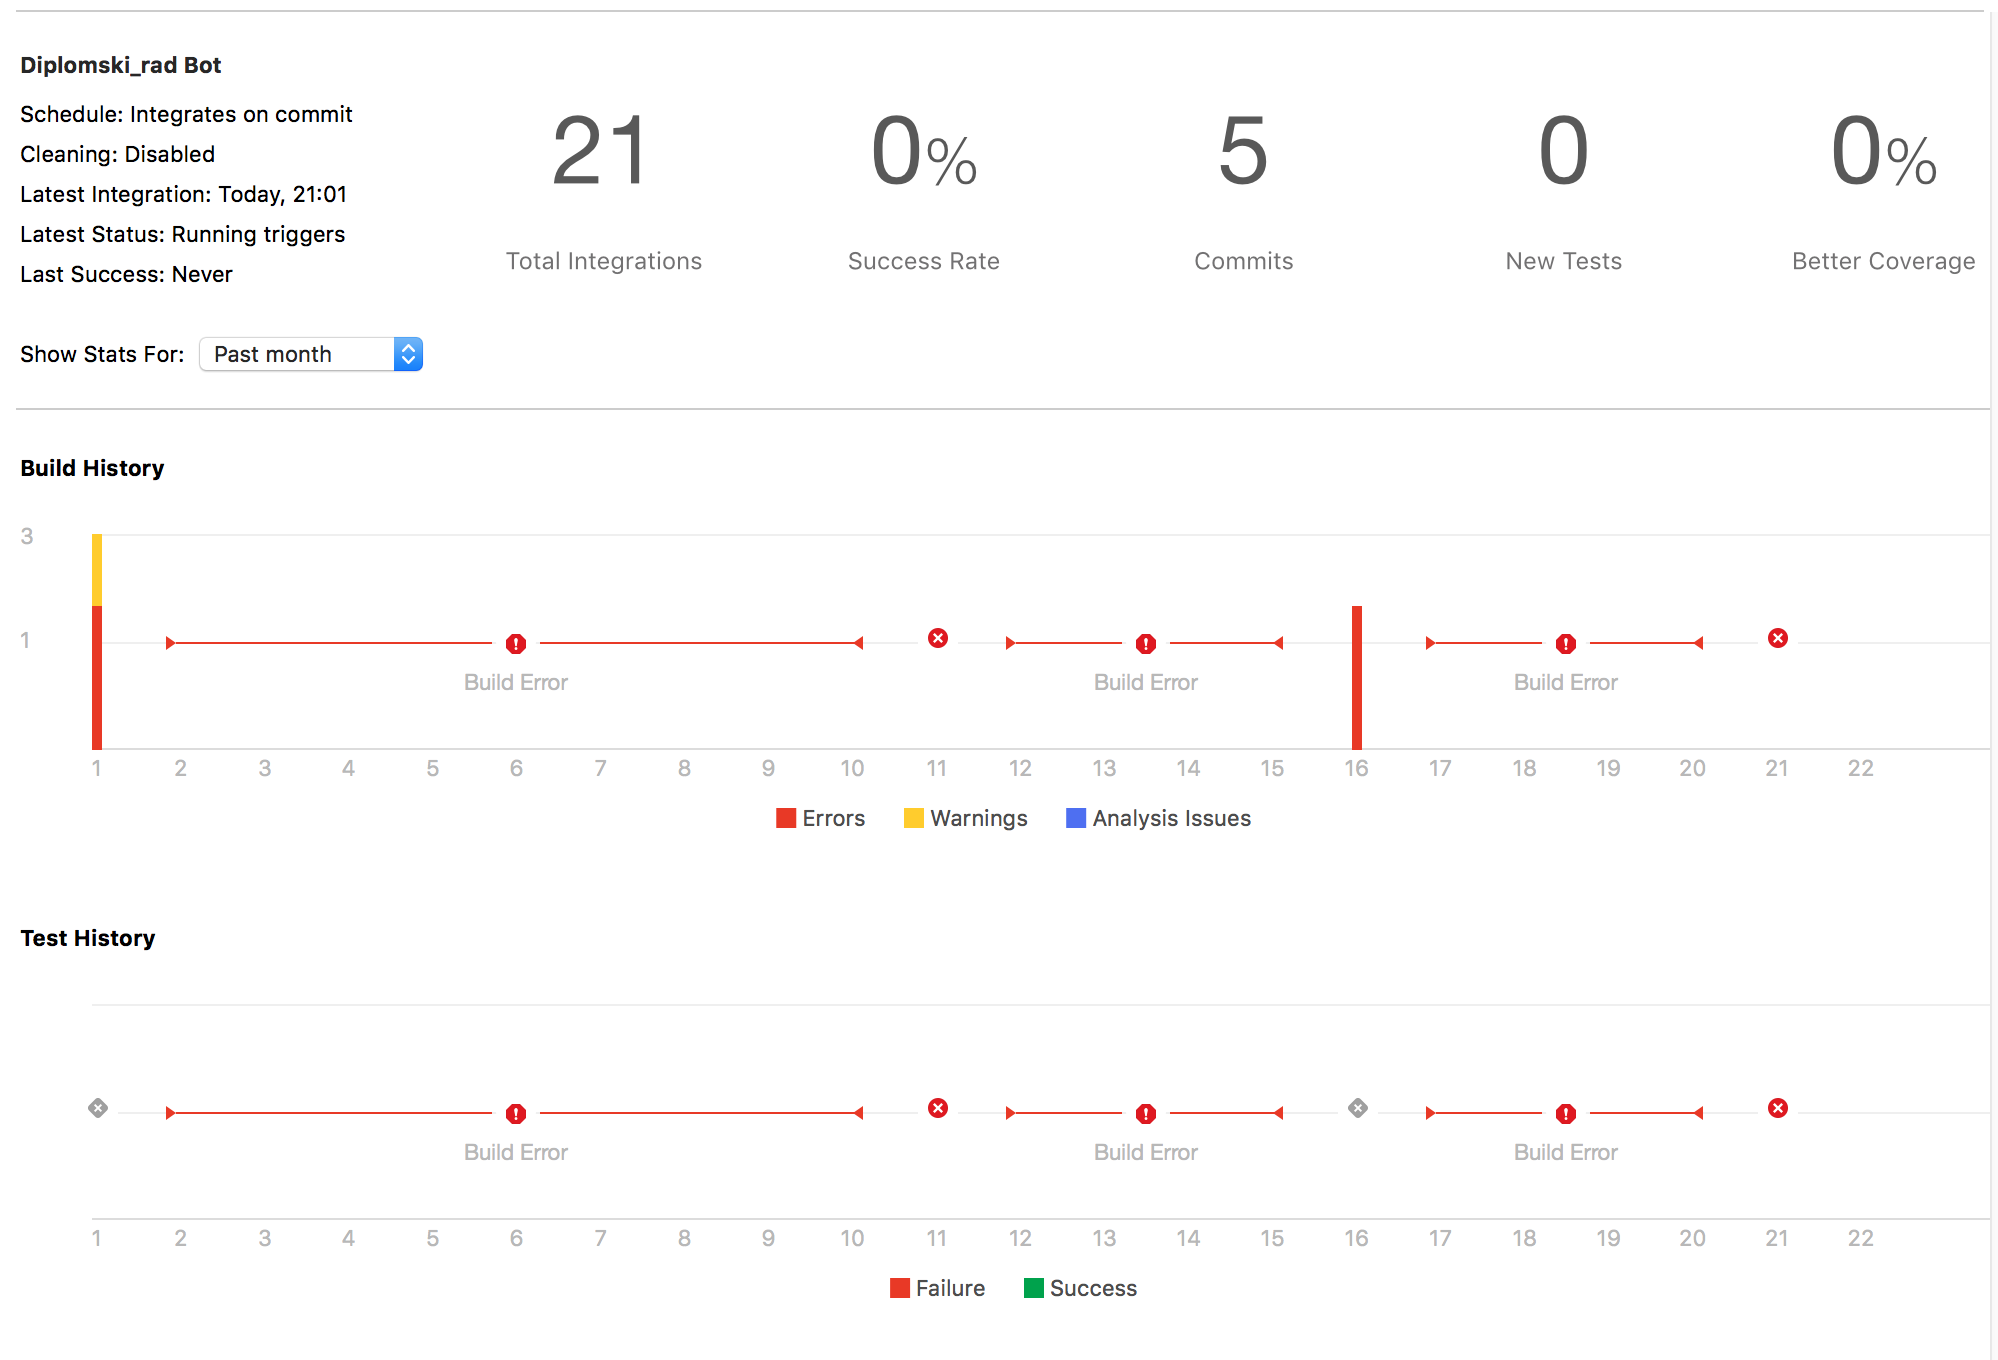 Diplomski_rad Bot
Schedule: Integrates on commit
Cleaning: Disabled
Latest Integration: Today, 21:01
Latest Status: Running triggers
Last Success: Never
21
Total Integrations
0%
Success Rate
5
Commits
0
New Tests
0%
Better Coverage
Show Stats For: Past month
Build History
3
1
Build Error Build Error Build Error
1 2 3 4 5 6 7 8 9 10 11 12 13 14 15 16 17 18 19 20 21 22
Errors Warnings Analysis Issues
Test History
Build Error Build Error Build Error
1 2 3 4 5 6 7 8 9 10 11 12 13 14 15 16 17 18 19 20 21 22
Failure Success